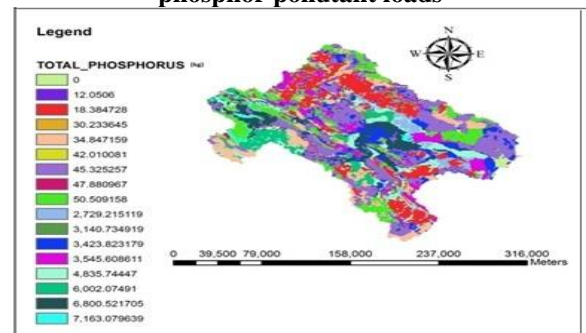 phosphor pollutant loads
Legend
TOTAL_PHOSPHORUS (kg)
0
12.0506
18.384728
30.233645
34.847159
42.010081
45.325257
47.880967
50.509158
2,729.215119
3,140.734919
3,423.823179
3,545.608611
4,835.74447
6,002.07491
6,800.521705
7,163.079639
N
W E
S
0 39,500 79,000 158,000 237,000 316,000
Meters